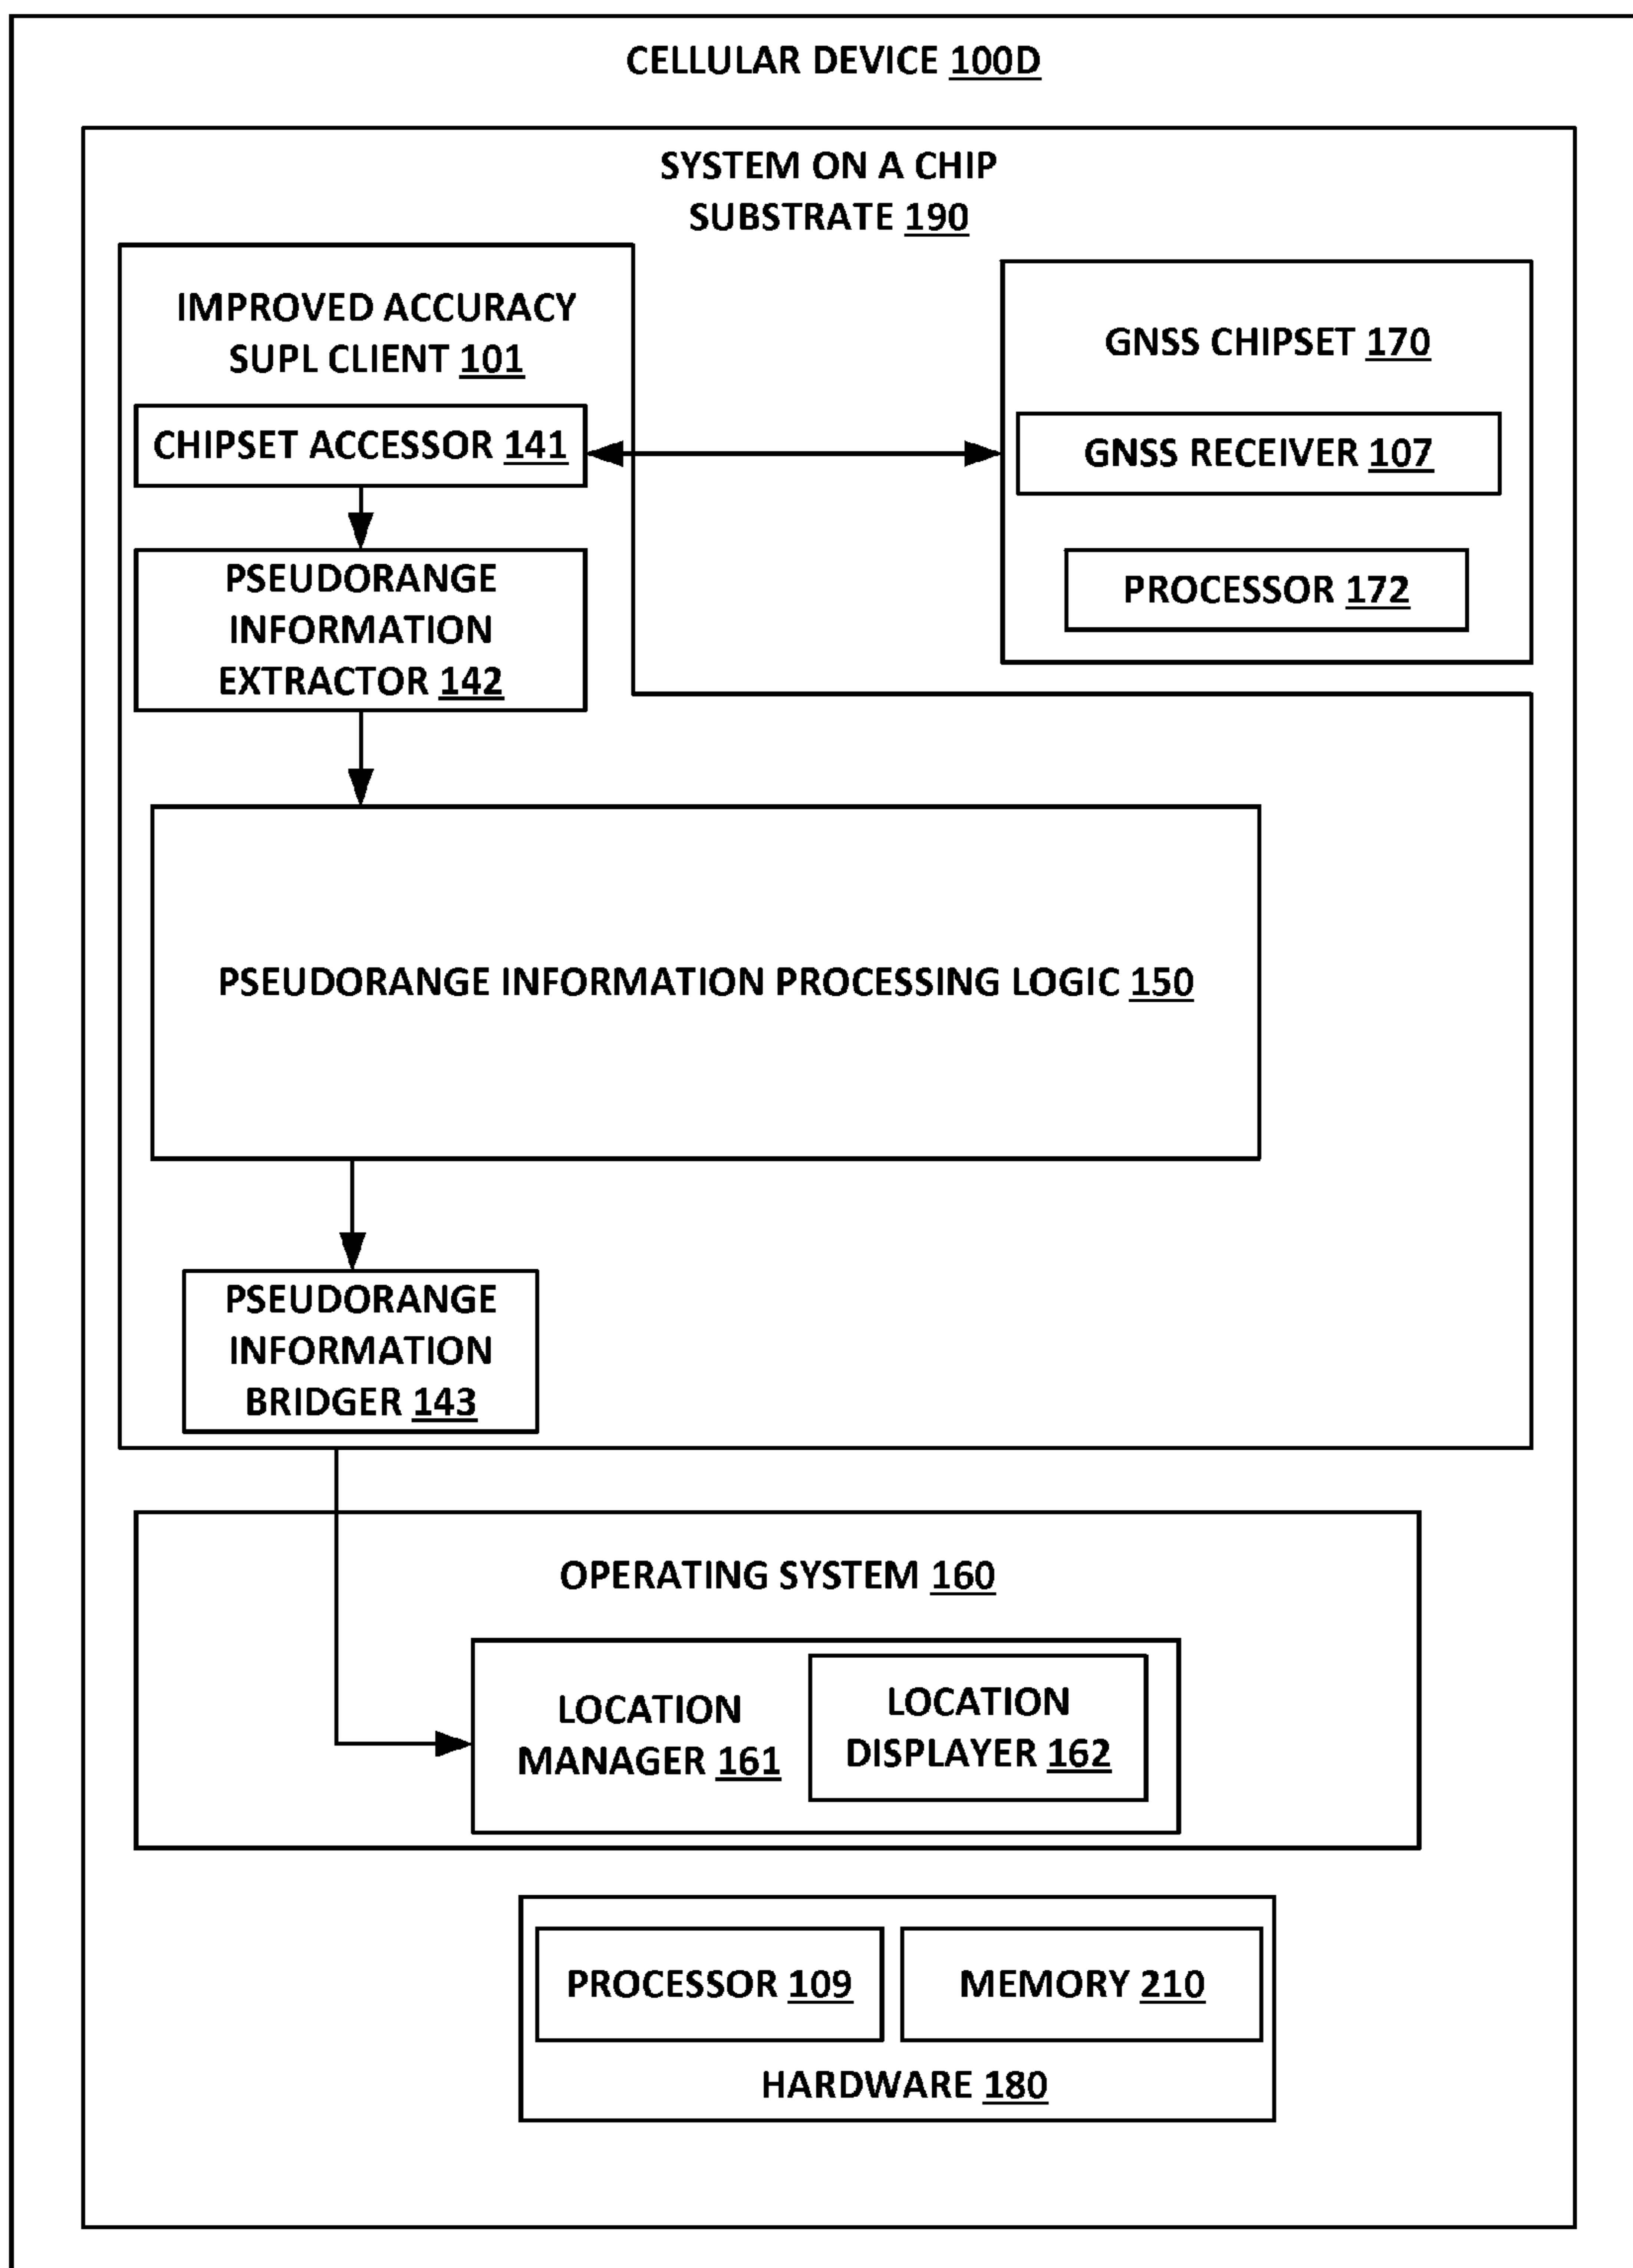 CELLULAR DEVICE 100D
SYSTEM ON A CHIP
SUBSTRATE 190
IMPROVED ACCURACY
SUPL CLIENT 101
CHIPSET ACCESSOR 141
PSEUDORANGE
INFORMATION
EXTRACTOR 142
GNSS CHIPSET 170
GNSS RECEIVER 107
PROCESSOR 172
PSEUDORANGE INFORMATION PROCESSING LOGIC 150
PSEUDORANGE
INFORMATION
BRIDGER 143
OPERATING SYSTEM 160
LOCATION
MANAGER 161
LOCATION
DISPLAYER 162
PROCESSOR 109
MEMORY 210
HARDWARE 180